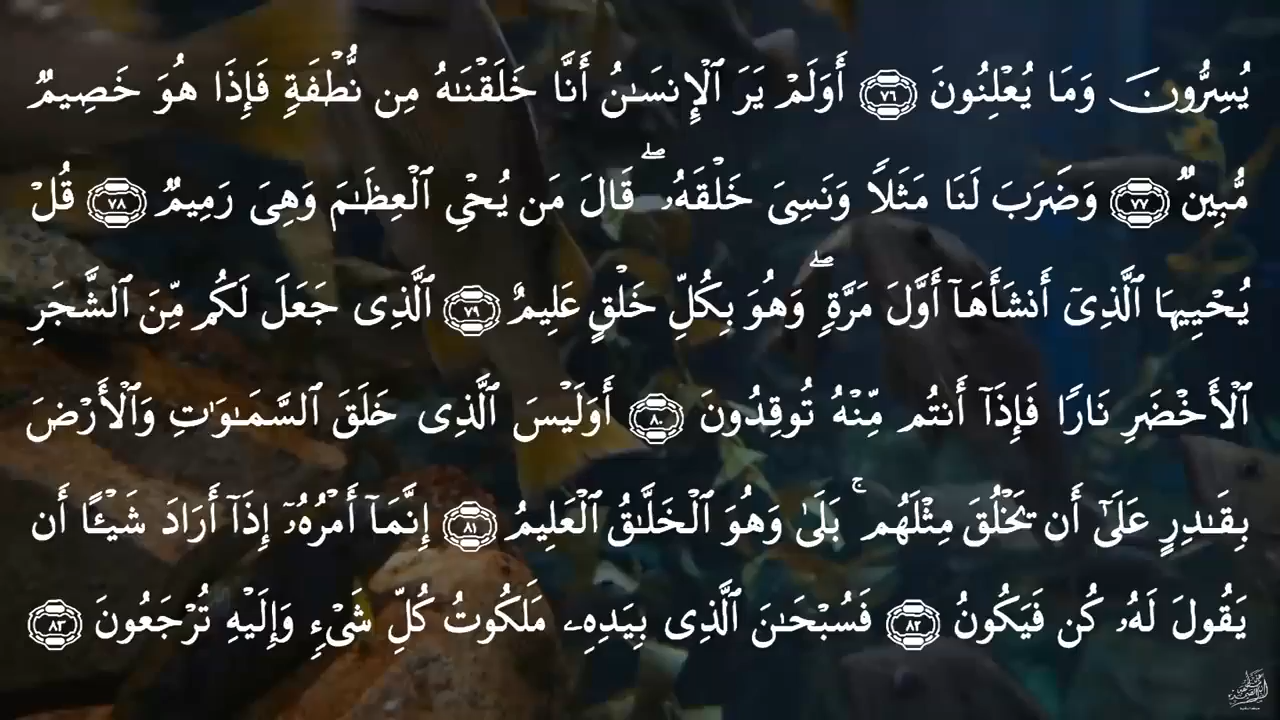 يُسِرُّونَ وَمَا يُعْلِنُونَ ٧٦ أَوَلَمْ يَرَ ٱلْإِنسَٰنُ أَنَّا خَلَقْنَٰهُ مِن نُّطْفَةٍ فَإِذَا هُوَ خَصِيمٌ
مُّبِينٌ ٧٧ وَضَرَبَ لَنَا مَثَلًا وَنَسِىَ خَلْقَهُۥ ۖ قَالَ مَن يُحْىِ ٱلْعِظَٰمَ وَهِىَ رَمِيمٌ ٧٨ قُلْ
يُحْيِيهَا ٱلَّذِىٓ أَنشَأَهَآ أَوَّلَ مَرَّةٍ ۖ وَهُوَ بِكُلِّ خَلْقٍ عَلِيمٌ ٧٩ ٱلَّذِى جَعَلَ لَكُم مِّنَ ٱلشَّجَرِ
ٱلْأَخْضَرِ نَارًا فَإِذَآ أَنتُم مِّنْهُ تُوقِدُونَ ٨٠ أَوَلَيْسَ ٱلَّذِى خَلَقَ ٱلسَّمَٰوَٰتِ وَٱلْأَرْضَ
بِقَٰدِرٍ عَلَىٰٓ أَن يَخْلُقَ مِثْلَهُم ۚ بَلَىٰ وَهُوَ ٱلْخَلَّٰقُ ٱلْعَلِيمُ ٨١ إِنَّمَآ أَمْرُهُۥٓ إِذَآ أَرَادَ شَيْـًٔا أَن
يَقُولَ لَهُۥ كُن فَيَكُونُ ٨٢ فَسُبْحَٰنَ ٱلَّذِى بِيَدِهِۦ مَلَكُوتُ كُلِّ شَىْءٍ وَإِلَيْهِ تُرْجَعُونَ ٨٣